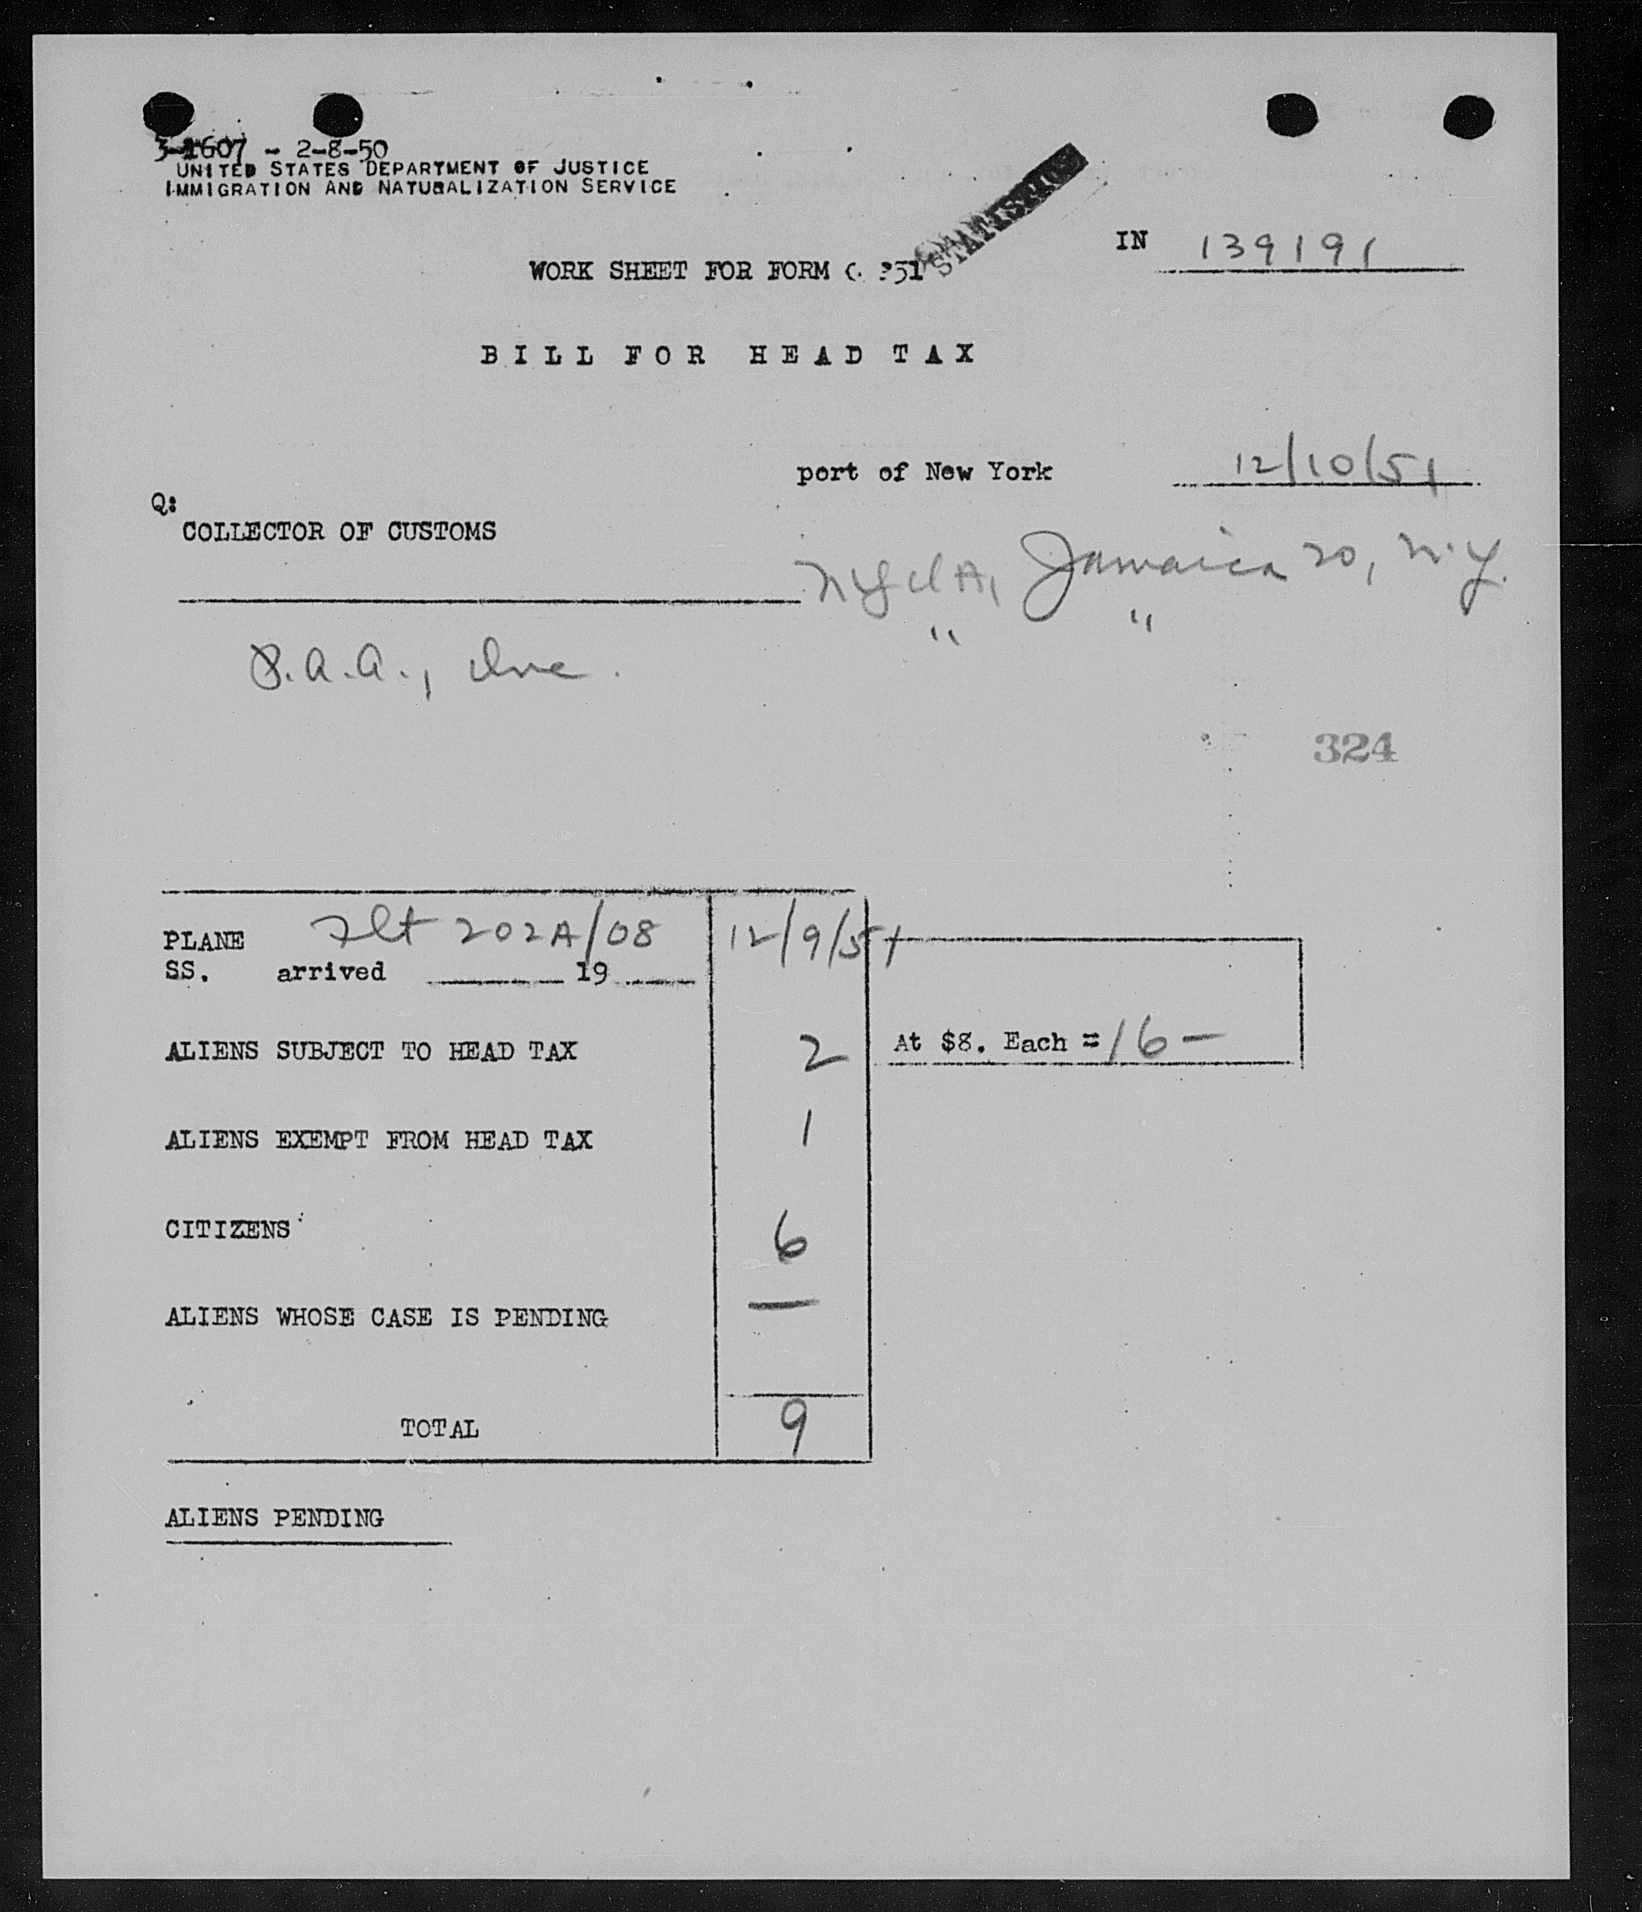 3-1607 - 2-8-50
UNITED STATES DEPARTMENT OF JUSTICE
IMMIGRATION AND NATURALIZATION SERVICE
STATISTICS
IN 139191
WORK SHEET FOR FORM
BILL FOR HEAD TAX
port of New York 12/10/51
Q:
COLLECTOR OF CUSTOMS
Jamaica 20, N.Y.
" "
P.A.A., Inc.
324
PLANE Flt 202A/08 12/9/51
SS. arrived 19
ALIENS SUBJECT TO HEAD TAX 2 At $8. Each = 16 -
ALIENS EXEMPT FROM HEAD TAX 1
CITIZENS 6
ALIENS WHOSE CASE IS PENDING —
TOTAL 9
ALIENS PENDING